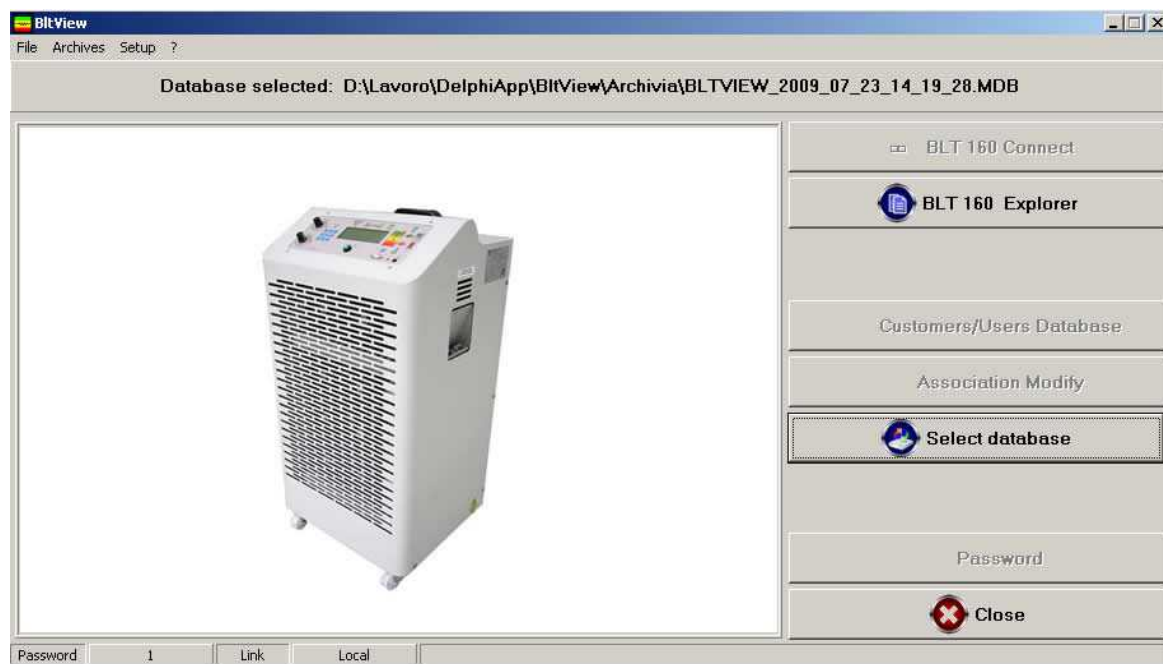 BltView
File Archives Setup ?
Database selected: D:\Lavoro\DelphiApp\BltView\Archivia\BLTVIEW_2009_07_23_14_19_28.MDB
BLT 160 Connect
BLT 160 Explorer
Customers/Users Database
Association Modify
Select database
Password
Close
Password 1 Link Local